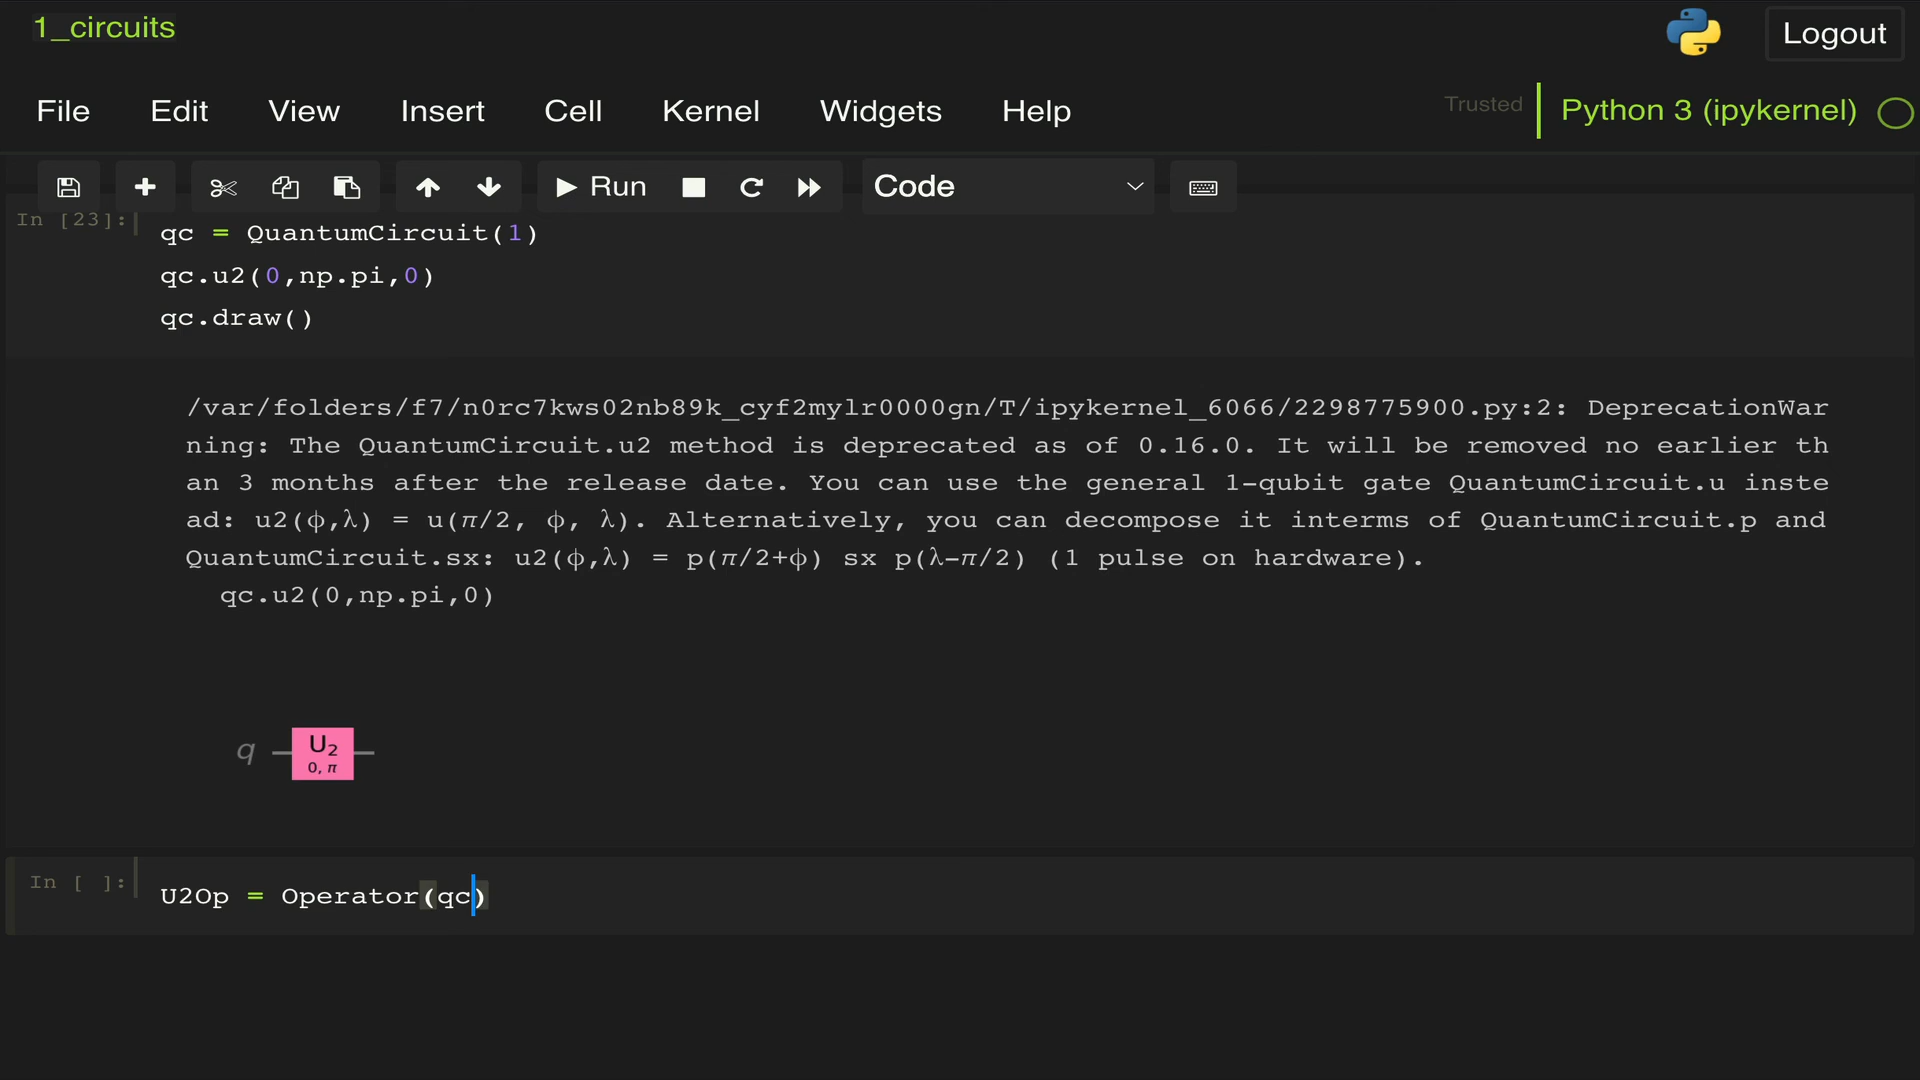 1_circuits
Logout
File Edit View Insert Cell Kernel Widgets Help
Trusted
Python 3 (ipykernel)
Run
Code
In [23]:
qc = QuantumCircuit(1)
qc.u2(0,np.pi,0)
qc.draw()
/var/folders/f7/n0rc7kws02nb89k_cyf2mylr0000gn/T/ipykernel_6066/2298775900.py:2: DeprecationWar
ning: The QuantumCircuit.u2 method is deprecated as of 0.16.0. It will be removed no earlier th
an 3 months after the release date. You can use the general 1-qubit gate QuantumCircuit.u inste
ad: u2(ϕ,λ) = u(π/2, ϕ, λ). Alternatively, you can decompose it interms of QuantumCircuit.p and
QuantumCircuit.sx: u2(ϕ,λ) = p(π/2+ϕ) sx p(λ-π/2) (1 pulse on hardware).
qc.u2(0,np.pi,0)
q
U₂
0, π
In [ ]:
U2Op = Operator(qc)